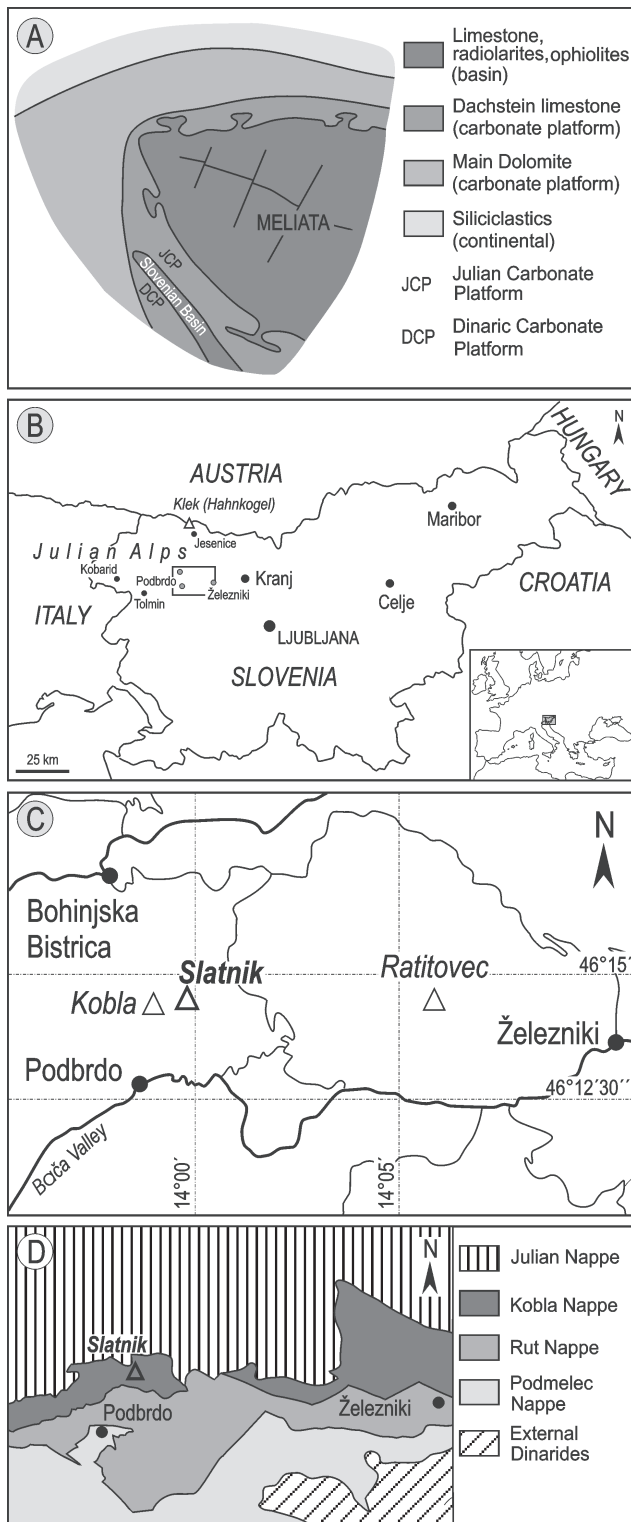 A
Limestone,
radiolarites, ophiolites
(basin)
Dachstein limestone
(carbonate platform)
Main Dolomite
(carbonate platform)
Siliciclastics
(continental)
JCP Julian Carbonate
Platform
DCP Dinaric Carbonate
Platform
MELIATA
JCP
Slovenian Basin
DCP
B
N
HUNGARY
AUSTRIA
Klek (Hahnkogel)
Maribor
Jesenice
Julian Alps
Kobarid
Podbrdo
Kranj
CROATIA
Železniki
Tolmin
Celje
ITALY
LJUBLJANA
SLOVENIA
25 km
C
N
Bohinjska
Bistrica
Slatnik
Ratitovec
46°15´
Kobla
Železniki
Podbrdo
46°12´30´´
Bača Valley
14°00´
14°05´
D
N
Julian Nappe
Kobla Nappe
Slatnik
Rut Nappe
Podmelec
Nappe
Podbrdo
Železniki
External
Dinarides